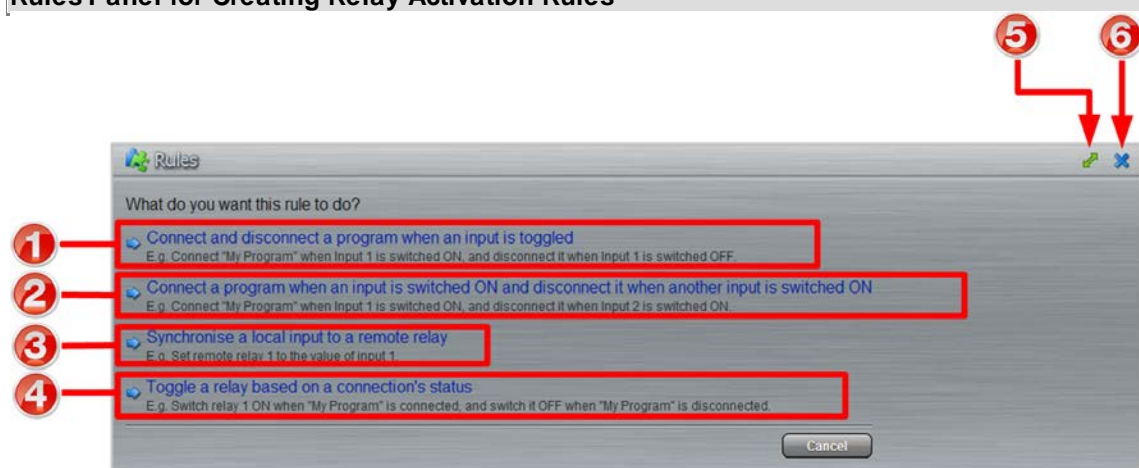 Rules Panel for Creating Relay Activation Rules
5 6
Rules
What do you want this rule to do?
1
Connect and disconnect a program when an input is toggled
E.g. Connect "My Program" when Input 1 is switched ON, and disconnect it when Input 1 is switched OFF.
2
Connect a program when an input is switched ON and disconnect it when another input is switched ON
E.g. Connect "My Program" when Input 1 is switched ON, and disconnect it when Input 2 is switched ON.
3
Synchronise a local input to a remote relay
E.g. Set remote relay 1 to the value of input 1.
4
Toggle a relay based on a connection's status
E.g. Switch relay 1 ON when "My Program" is connected, and switch it OFF when "My Program" is disconnected.
Cancel